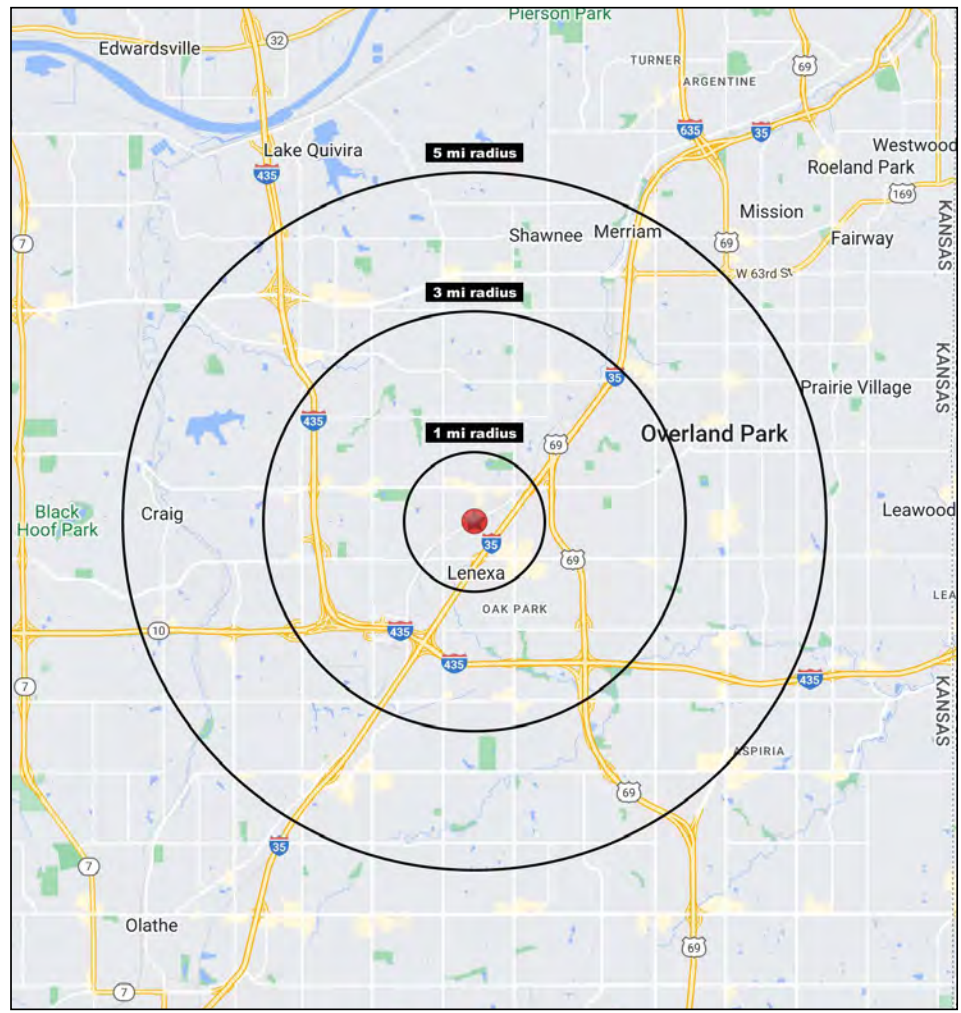 Pierson Park
Edwardsville
32
TURNER
69
ARGENTINE
635
35
Lake Quivira
5 mi radius
Westwood
Roeland Park
435
169
KANSAS
Mission
7
Shawnee
Merriam
69
Fairway
W 63rd St
3 mi radius
KANSAS
35
Prairie Village
435
1 mi radius
69
Overland Park
Black
Hoof Park
Craig
Leawood
35
69
Lenexa
LEA
OAK PARK
10
435
435
435
7
KANSAS
ASPIRIA
69
35
7
Olathe
69
7